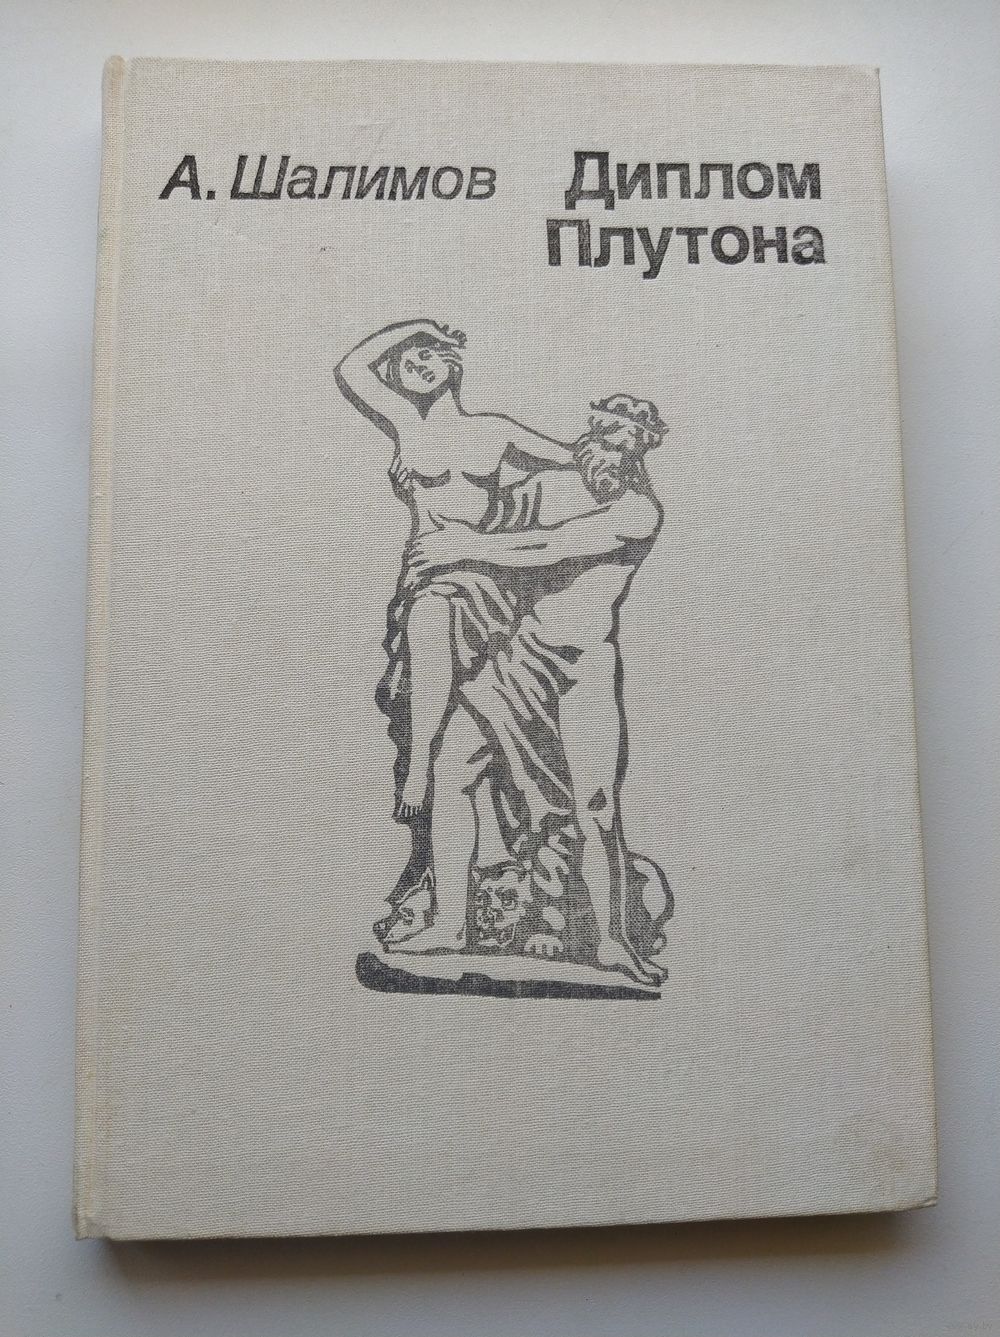 А. Шалимов
Диплом
Плутона